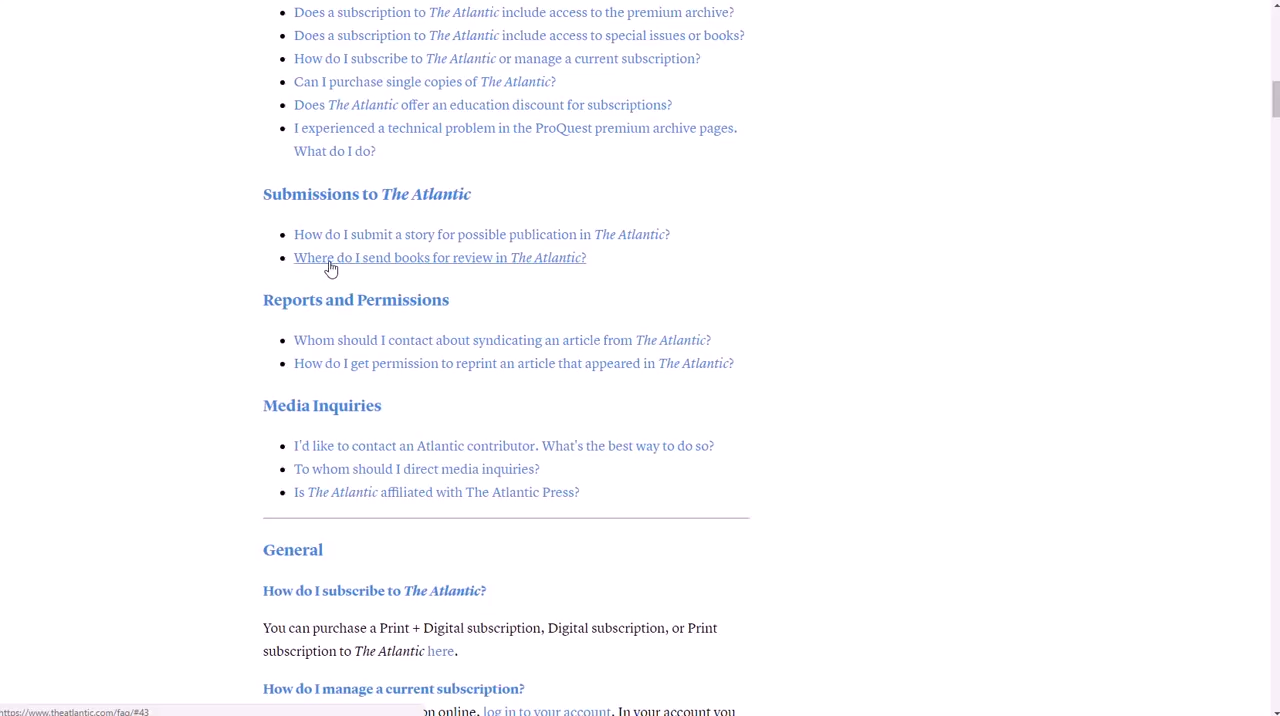 Does a subscription to The Atlantic include access to the premium archive?
Does a subscription to The Atlantic include access to special issues or books?
How do I subscribe to The Atlantic or manage a current subscription?
Can I purchase single copies of The Atlantic?
Does The Atlantic offer an education discount for subscriptions?
I experienced a technical problem in the ProQuest premium archive pages.
What do I do?
Submissions to The Atlantic
How do I submit a story for possible publication in The Atlantic?
Where do I send books for review in The Atlantic?
Reports and Permissions
Whom should I contact about syndicating an article from The Atlantic?
How do I get permission to reprint an article that appeared in The Atlantic?
Media Inquiries
I'd like to contact an Atlantic contributor. What's the best way to do so?
To whom should I direct media inquiries?
Is The Atlantic affiliated with The Atlantic Press?
General
How do I subscribe to The Atlantic?
You can purchase a Print + Digital subscription, Digital subscription, or Print
subscription to The Atlantic here.
How do I manage a current subscription?
on online, log in to your account. In your account you
https://www.theatlantic.com/faq/#43